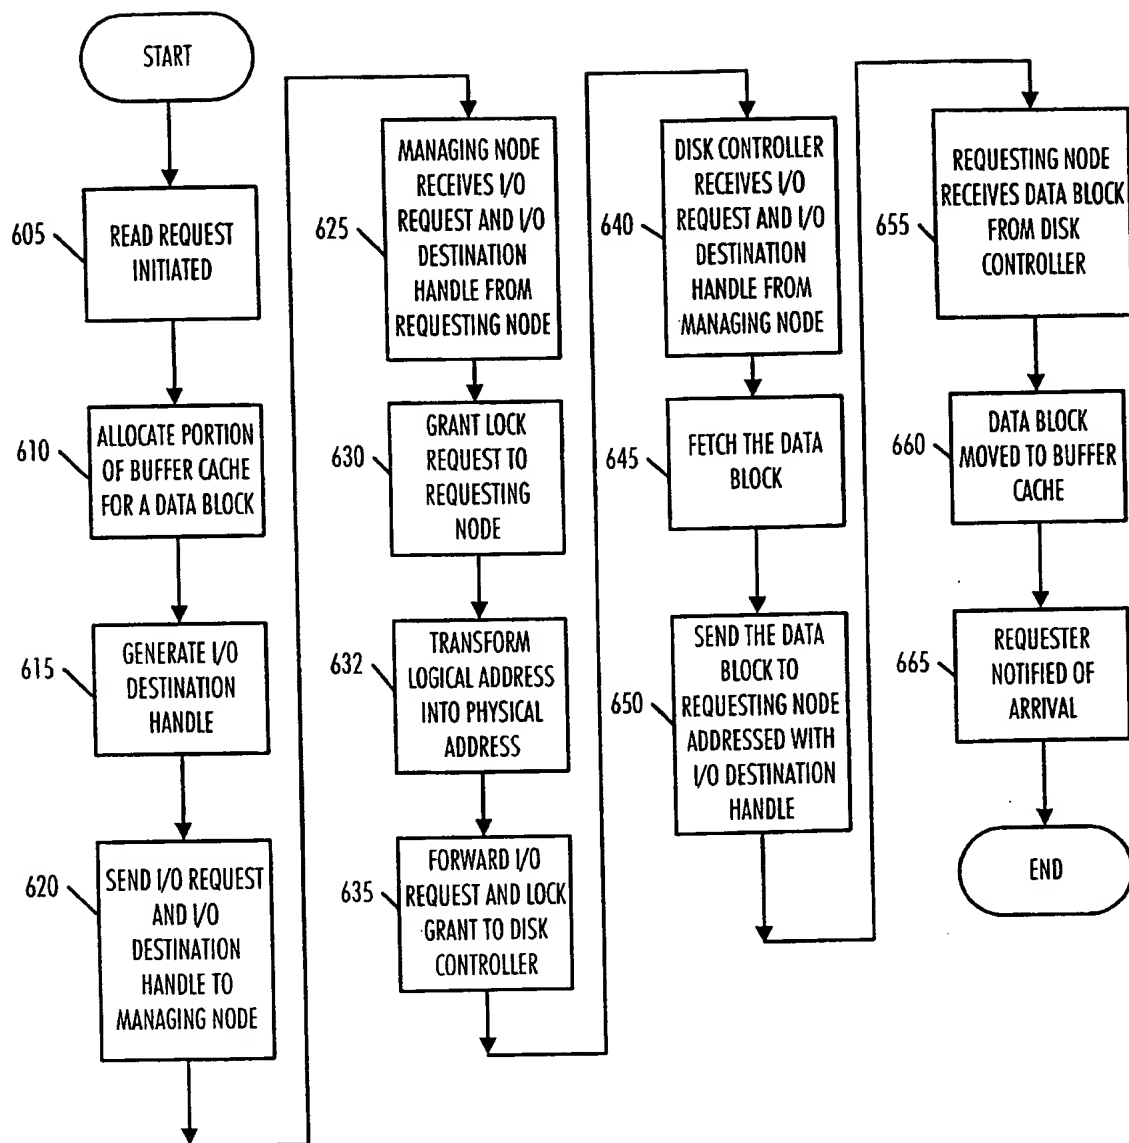 START
605
READ REQUEST
INITIATED
610
ALLOCATE PORTION
OF BUFFER CACHE
FOR A DATA BLOCK
615
GENERATE I/O
DESTINATION
HANDLE
620
SEND I/O REQUEST
AND I/O
DESTINATION
HANDLE TO
MANAGING NODE
625
MANAGING NODE
RECEIVES I/O
REQUEST AND I/O
DESTINATION
HANDLE FROM
REQUESTING NODE
630
GRANT LOCK
REQUEST TO
REQUESTING
NODE
632
TRANSFORM
LOGICAL ADDRESS
INTO PHYSICAL
ADDRESS
635
FORWARD I/O
REQUEST AND LOCK
GRANT TO DISK
CONTROLLER
640
DISK CONTROLLER
RECEIVES I/O
REQUEST AND I/O
DESTINATION
HANDLE FROM
MANAGING NODE
645
FETCH THE DATA
BLOCK
650
SEND THE DATA
BLOCK TO
REQUESTING NODE
ADDRESSED WITH
I/O DESTINATION
HANDLE
655
REQUESTING NODE
RECEIVES DATA BLOCK
FROM DISK
CONTROLLER
660
DATA BLOCK
MOVED TO BUFFER
CACHE
665
REQUESTER
NOTIFIED OF
ARRIVAL
END